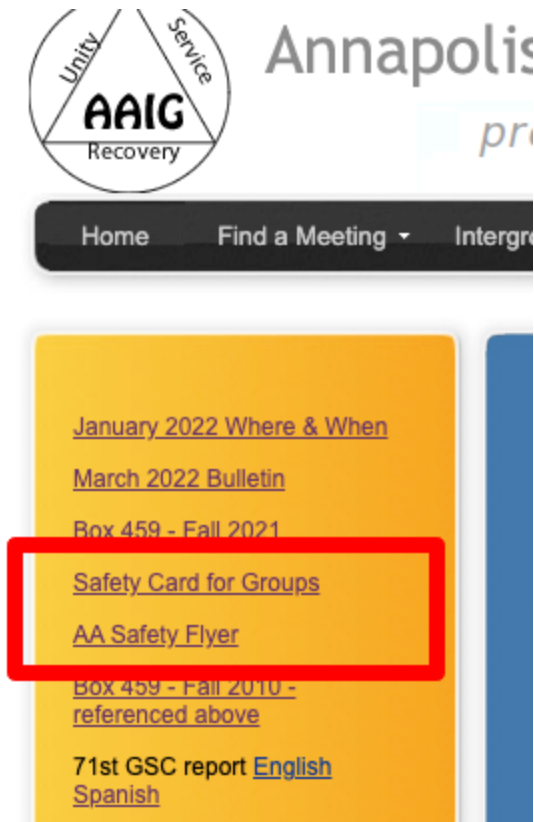 Unity
Service
AAIG
Recovery
Annapolis
Home Find a Meeting
January 2022 Where & When
March 2022 Bulletin
Box 459 - Fall 2021
Safety Card for Groups
AA Safety Flyer
Box 459 - Fall 2010 -
referenced above
71st GSC report English
Spanish